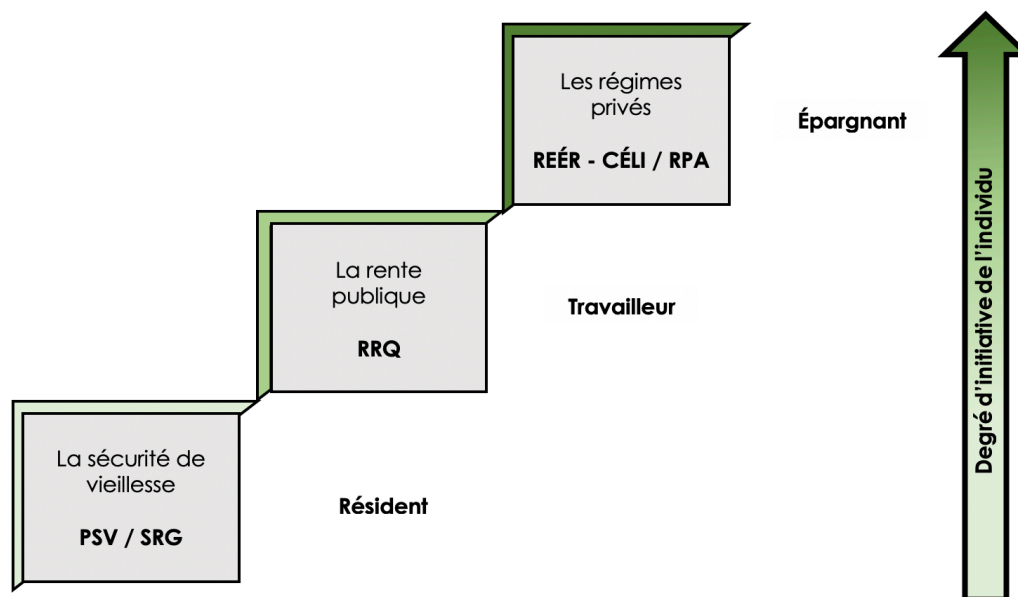 Les régimes
privés
REÉR - CÉLI / RPA
Épargnant
La rente
publique
RRQ
Travailleur
La sécurité de
vieillesse
PSV / SRG
Résident
Degré d'initiative de l'individu